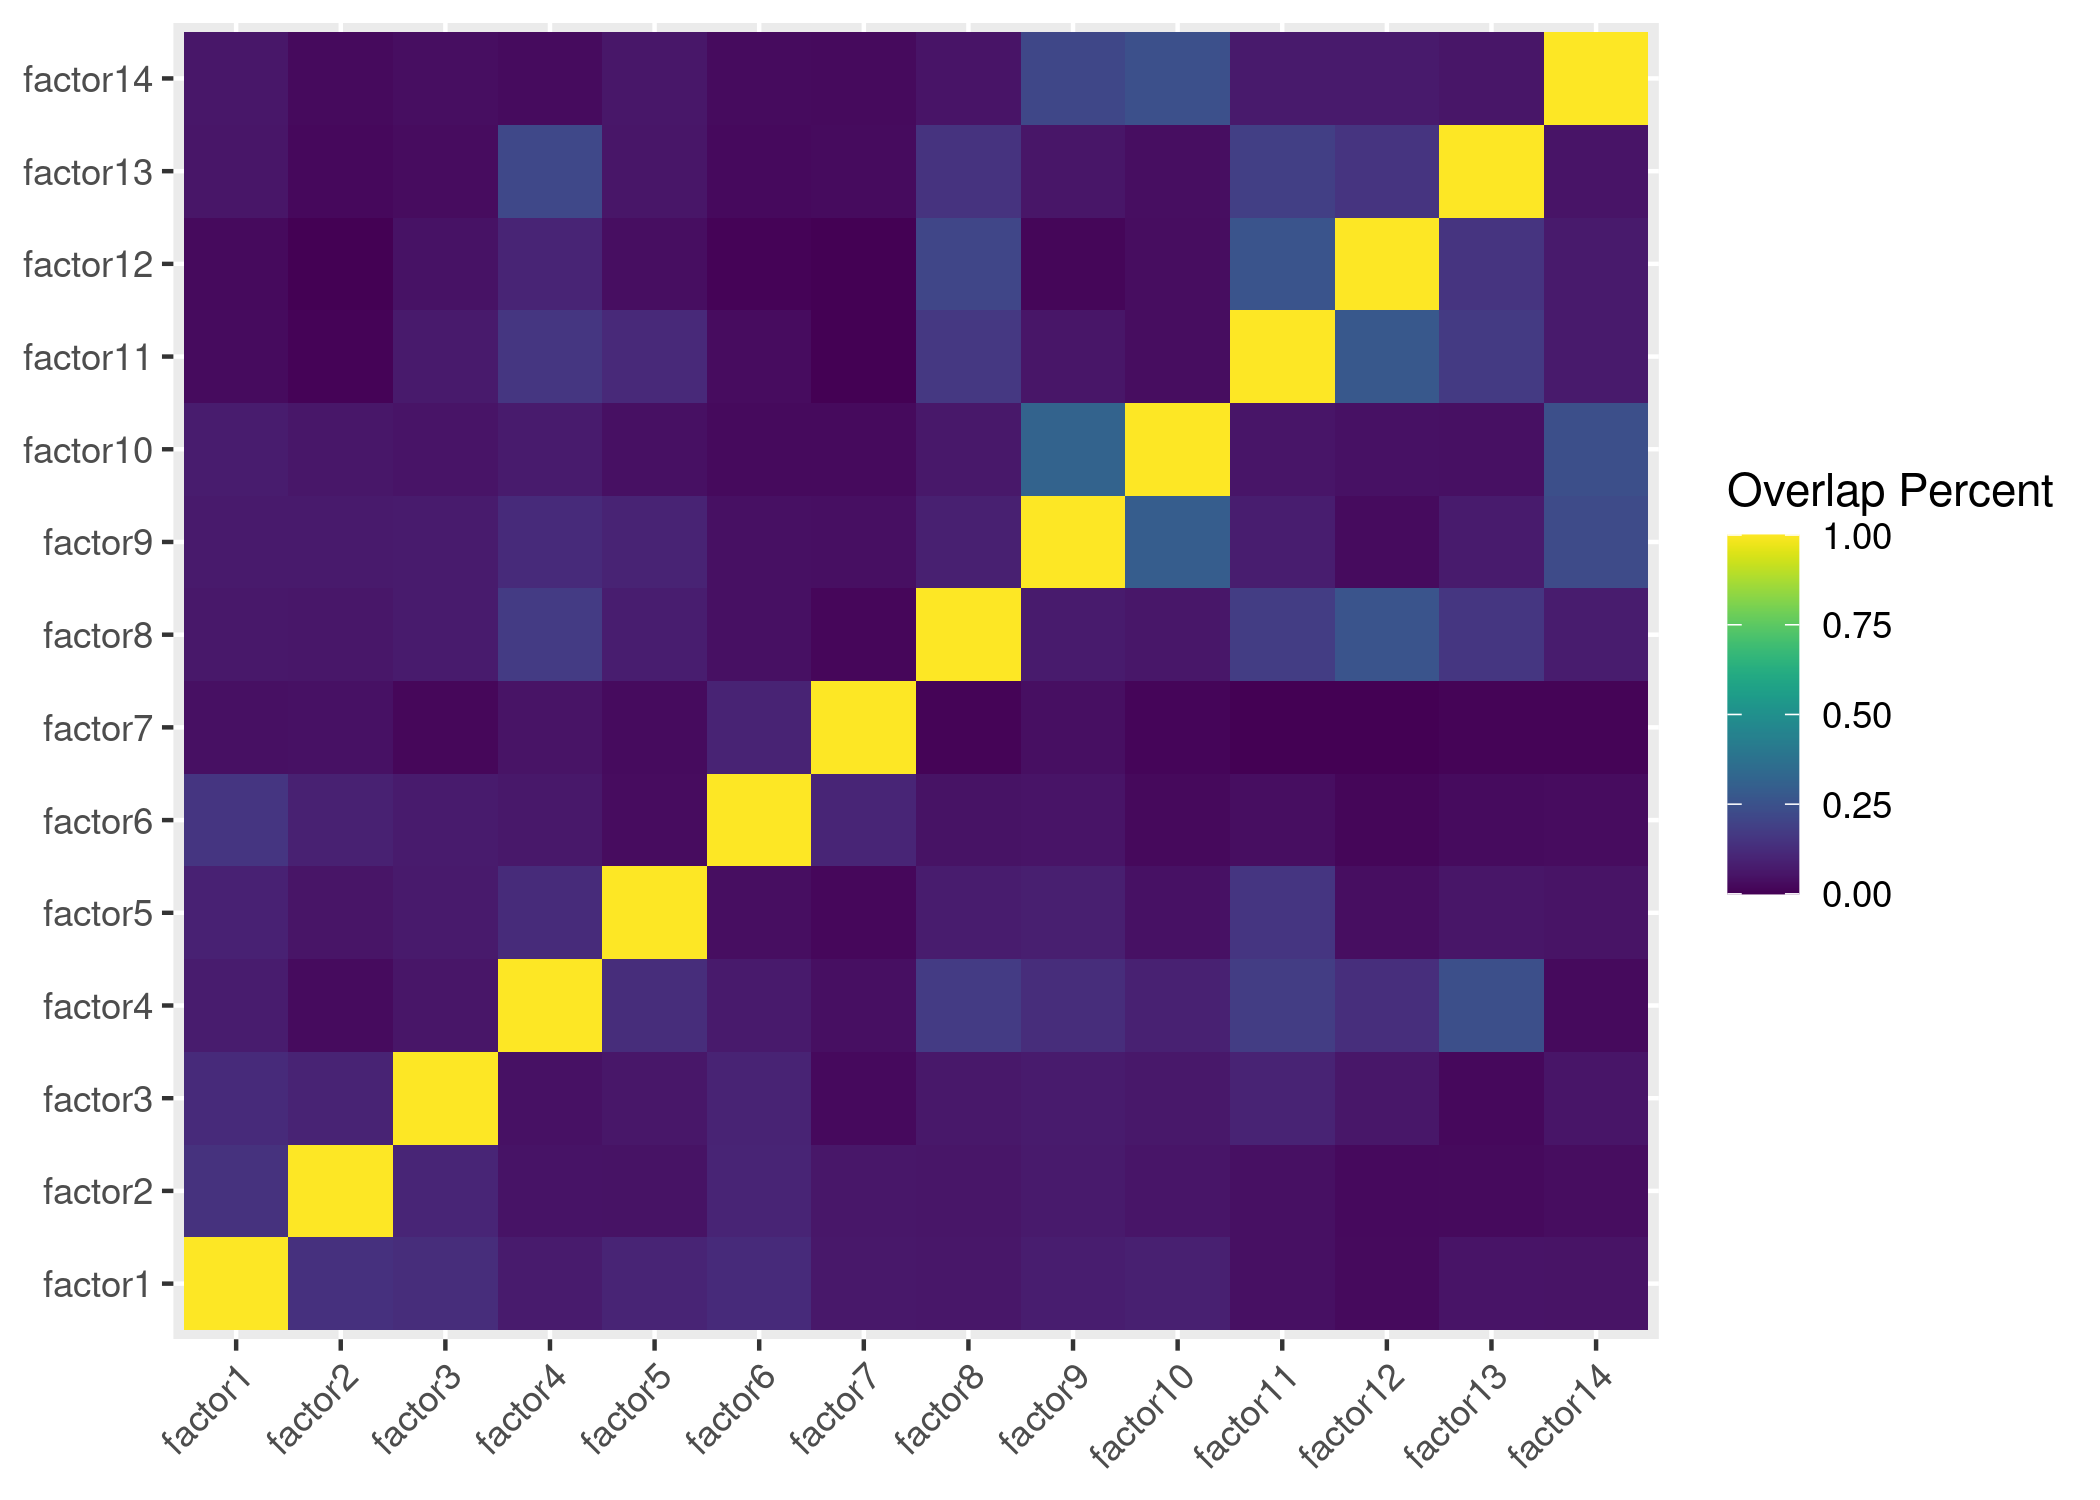 factor14
factor13
factor12
factor11
factor10
factor9
factor8
factor7
factor6
factor5
factor4
factor3
factor2
factor1
factor1 factor2 factor3 factor4 factor5 factor6 factor7 factor8 factor9 factor10 factor11 factor12 factor13 factor14
Overlap Percent
1.00
0.75
0.50
0.25
0.00